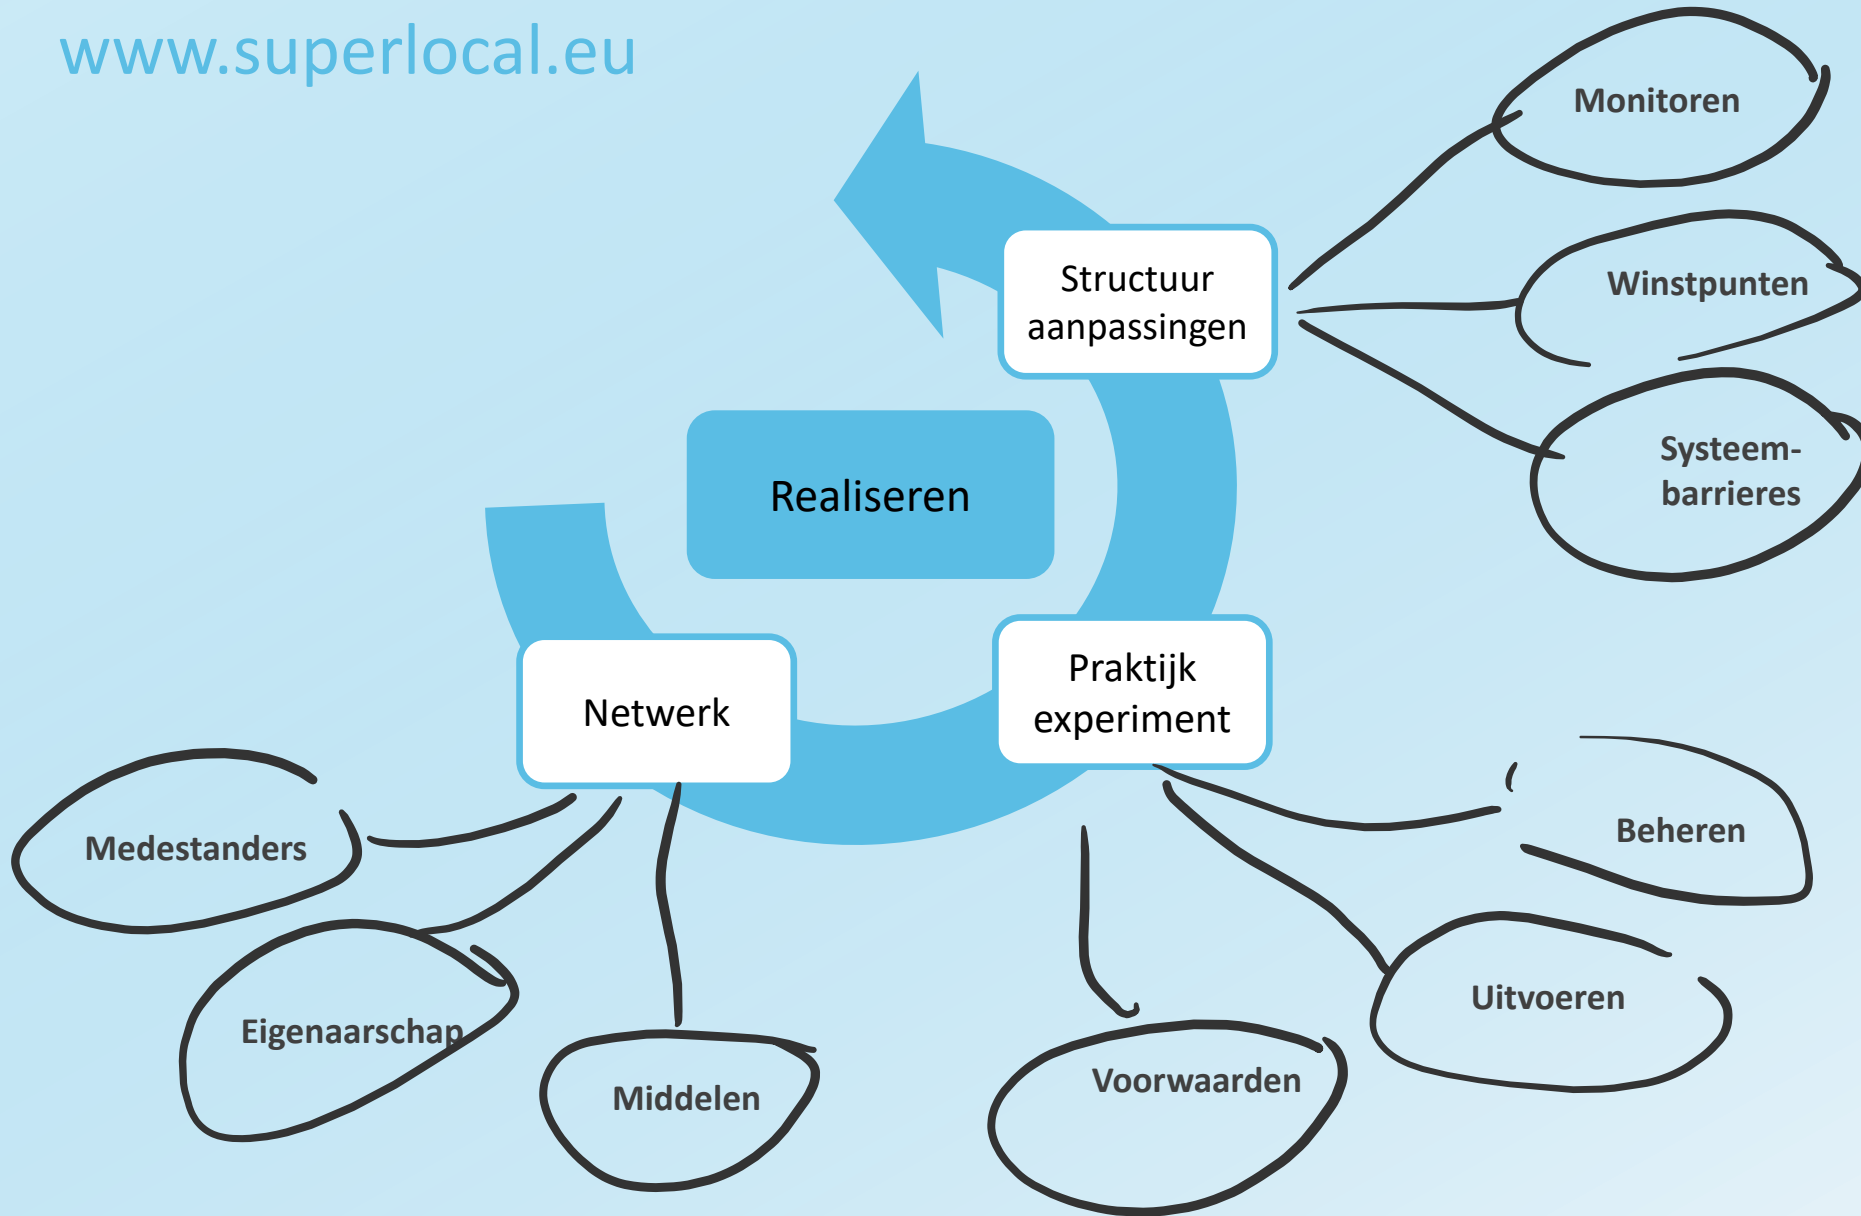 www.superlocal.eu
Monitoren
Structuur
aanpassingen
Winstpunten
Systeem-
barrieres
Realiseren
Netwerk
Praktijk
experiment
Medestanders
Eigenaarschap
Middelen
Voorwaarden
Uitvoeren
Beheren